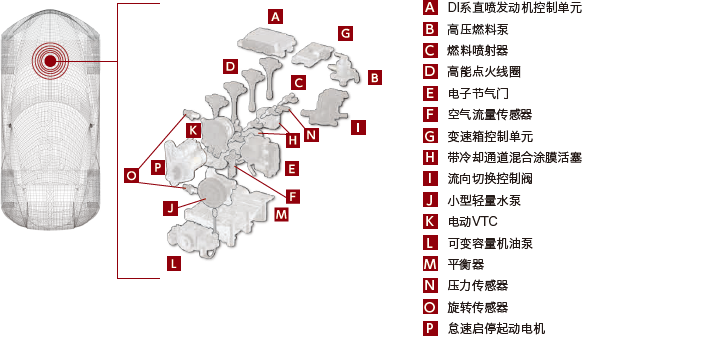 A
G
B
D
C
K
H
N
I
P
E
O
F
J
M
L
A DI系直喷发动机控制单元
B 高压燃料泵
C 燃料喷射器
D 高能点火线圈
E 电子节气门
F 空气流量传感器
G 变速箱控制单元
H 带冷却通道混合涂膜活塞
I 流向切换控制阀
J 小型轻量水泵
K 电动VTC
L 可变容量机油泵
M 平衡器
N 压力传感器
O 旋转传感器
P 怠速启停起动电机